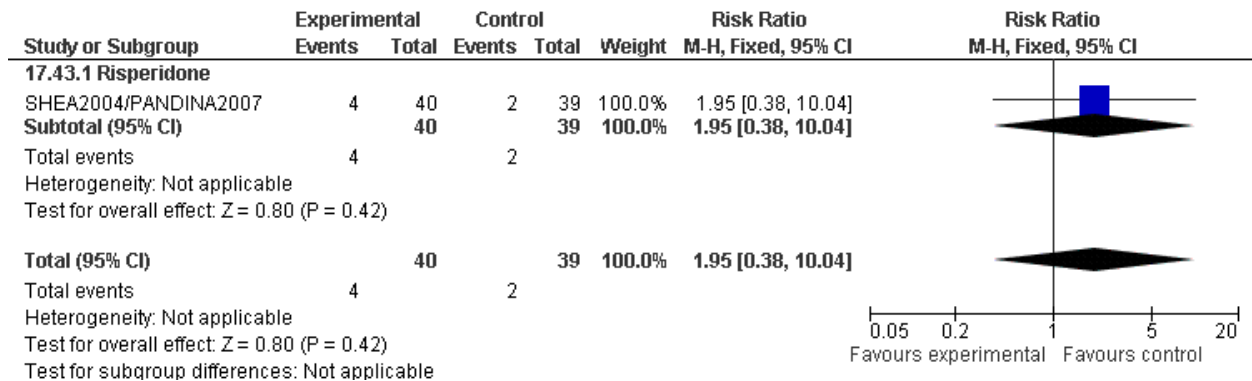 Experimental Control Risk Ratio Risk Ratio
Study or Subgroup Events Total Events Total Weight M-H, Fixed, 95% CI M-H, Fixed, 95% CI
17.43.1 Risperidone
SHEA2004/PANDINA2007 4 40 2 39 100.0% 1.95 [0.38, 10.04]
Subtotal (95% CI) 40 39 100.0% 1.95 [0.38, 10.04]
Total events 4 2
Heterogeneity: Not applicable
Test for overall effect: Z = 0.80 (P = 0.42)
Total (95% CI) 40 39 100.0% 1.95 [0.38, 10.04]
Total events 4 2
Heterogeneity: Not applicable
Test for overall effect: Z = 0.80 (P = 0.42)
Test for subgroup differences: Not applicable
0.05 0.2 1 5 20
Favours experimental Favours control